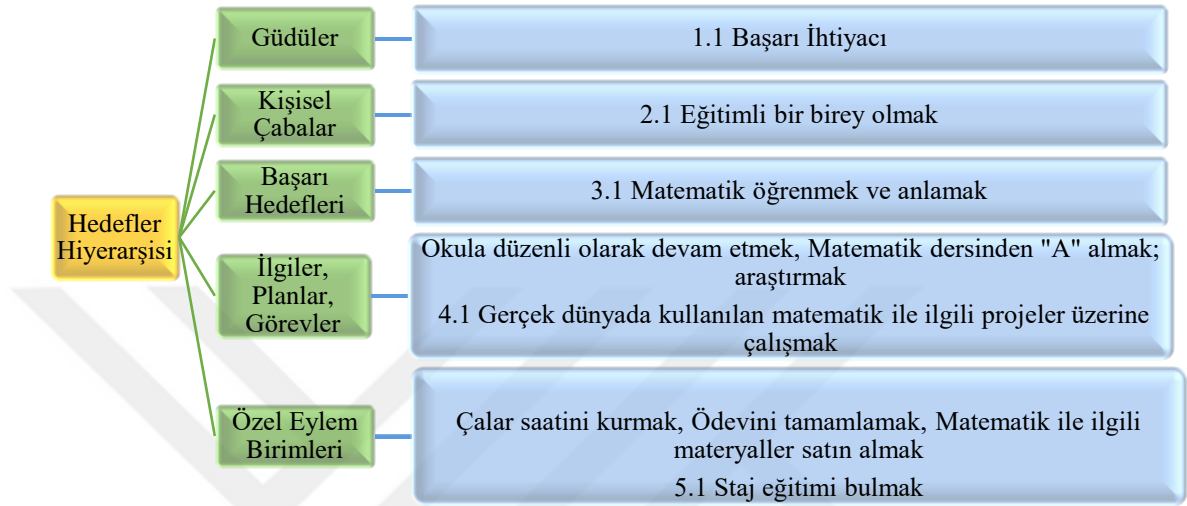 Hedefler
Hiyerarşisi
Güdüler
1.1 Başarı İhtiyacı
Kişisel
Çabalar
2.1 Eğitimli bir birey olmak
Başarı
Hedefleri
3.1 Matematik öğrenmek ve anlamak
İlgiler,
Planlar,
Görevler
Okula düzenli olarak devam etmek, Matematik dersinden "A" almak;
araştırmak
4.1 Gerçek dünyada kullanılan matematik ile ilgili projeler üzerine
çalışmak
Özel Eylem
Birimleri
Çalar saatini kurmak, Ödevini tamamlamak, Matematik ile ilgili
materyaller satın almak
5.1 Staj eğitimi bulmak